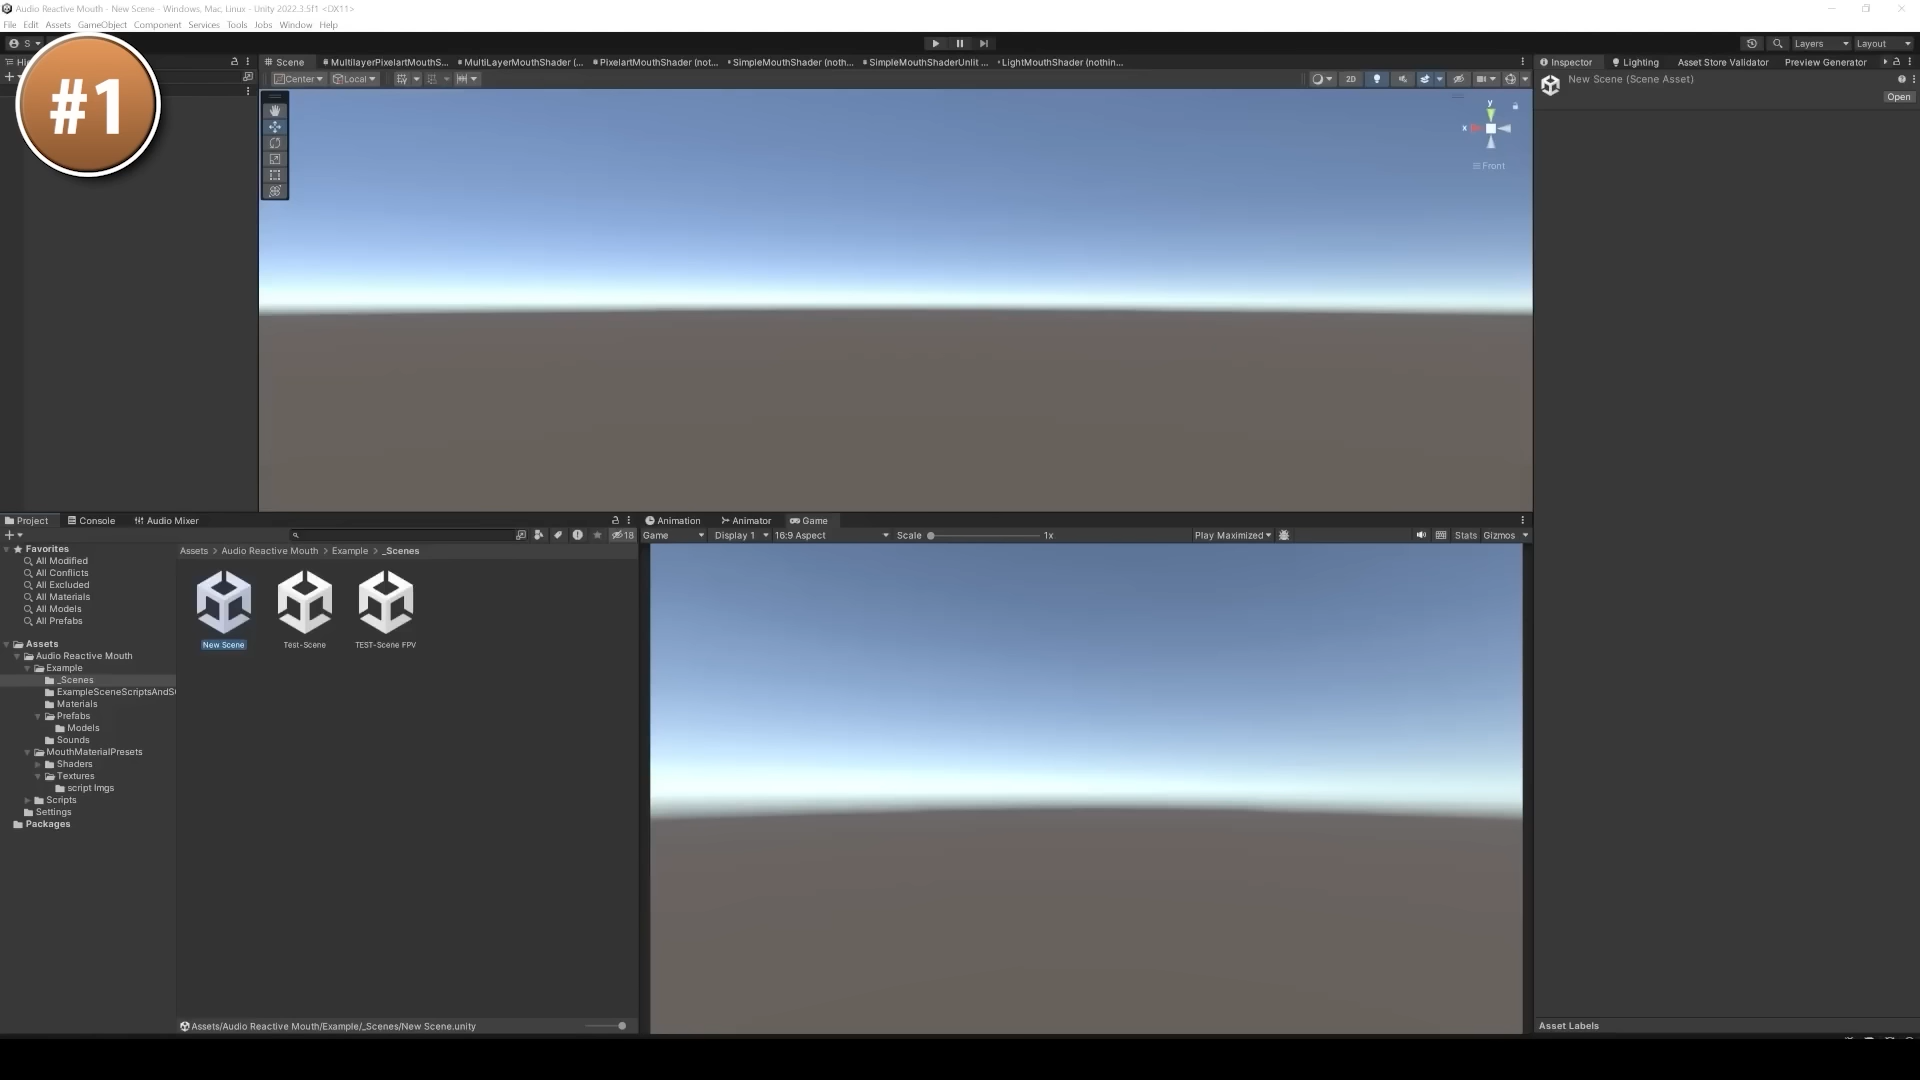 Audio Reactive Mouth - New Scene - Windows, Mac, Linux - Unity 2022.3.5f1 <DX11>
File Edit Assets GameObject Component Services Tools Jobs Window Help
S
Layers Layout
#1
Scene MultilayerPixelartMouthS... MultiLayerMouthShader (... PixelartMouthShader (not... SimpleMouthShader (noth... SimpleMouthShaderUnlit ... LightMouthShader (nothin...
Center Local 2D
y
x
Front
Inspector Lighting Asset Store Validator Preview Generator
New Scene (Scene Asset)
Open
Project Console Audio Mixer
18
Favorites
All Modified
All Conflicts
All Excluded
All Materials
All Models
All Prefabs
Assets
Audio Reactive Mouth
Example
_Scenes
ExampleSceneScriptsAndS
Materials
Prefabs
Models
Sounds
MouthMaterialPresets
Shaders
Textures
script Imgs
Scripts
Settings
Packages
Assets > Audio Reactive Mouth > Example > _Scenes
New Scene
Test-Scene
TEST-Scene FPV
Assets/Audio Reactive Mouth/Example/_Scenes/New Scene.unity
Animation Animator Game
Game Display 1 16:9 Aspect Scale 1x Play Maximized Stats Gizmos
Asset Labels